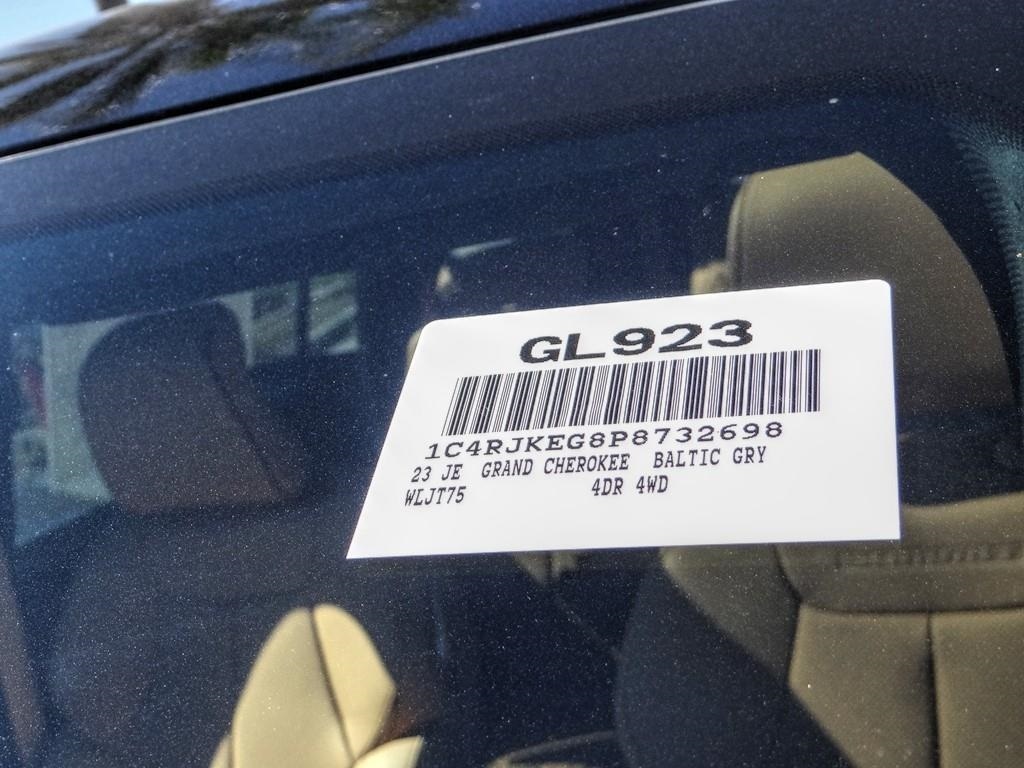 GL923
1C4RJKEG8P8732698
23 JE GRAND CHEROKEE BALTIC GRY
WLJT75 4DR 4WD